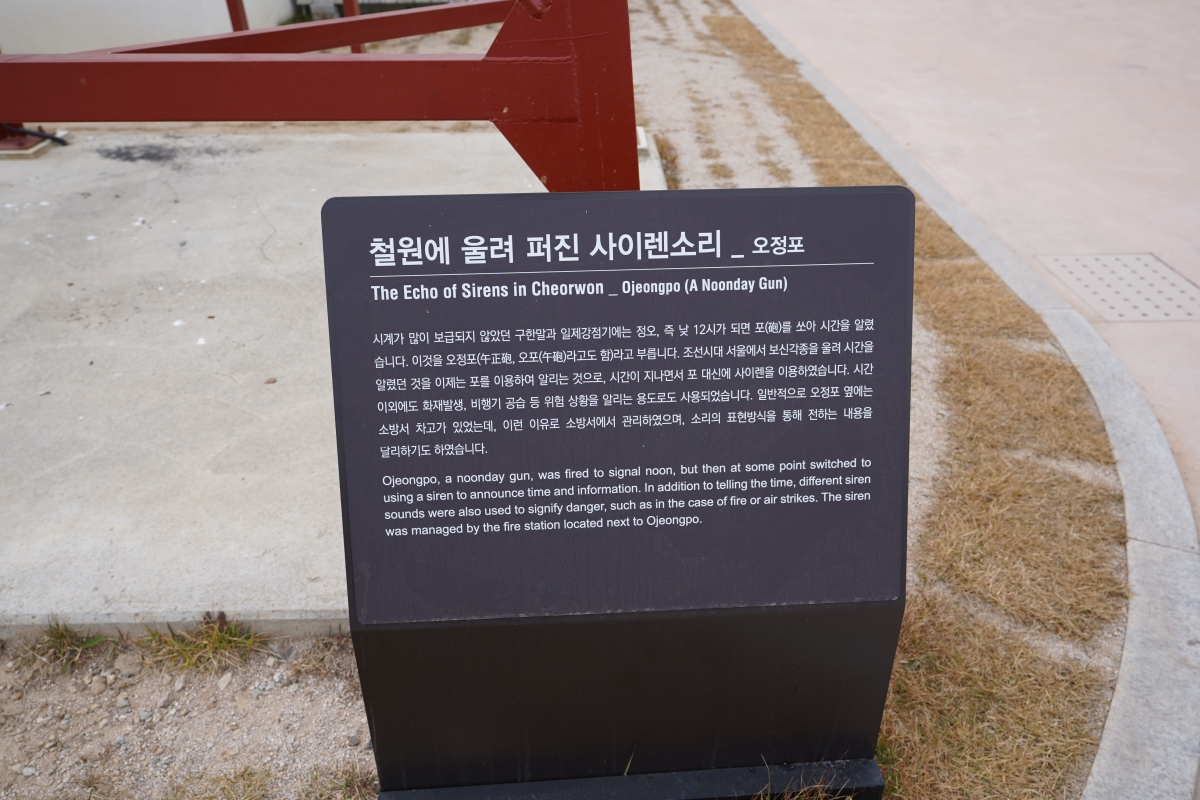 철원에 울려 퍼진 사이렌소리 _ 오정포
The Echo of Sirens in Cheorwon _ Ojeongpo (A Noonday Gun)
시계가 많이 보급되지 않았던 구한말과 일제강점기에는 정오, 즉 낮 12시가 되면 포(砲)를 쏘아 시간을 알렸
습니다. 이것을 오정포(午正砲, 오포(午砲)라고도 함)라고 부릅니다. 조선시대 서울에서 보신각종을 울려 시간을
알렸던 것을 이제는 포를 이용하여 알리는 것으로, 시간이 지나면서 포 대신에 사이렌을 이용하였습니다. 시간
이외에도 화재발생, 비행기 공습 등 위험 상황을 알리는 용도로도 사용되었습니다. 일반적으로 오정포 옆에는
소방서 차고가 있었는데, 이런 이유로 소방서에서 관리하였으며, 소리의 표현방식을 통해 전하는 내용을
달리하기도 하였습니다.
Ojeongpo, a noonday gun, was fired to signal noon, but then at some point switched to
using a siren to announce time and information. In addition to telling the time, different siren
sounds were also used to signify danger, such as in the case of fire or air strikes. The siren
was managed by the fire station located next to Ojeongpo.